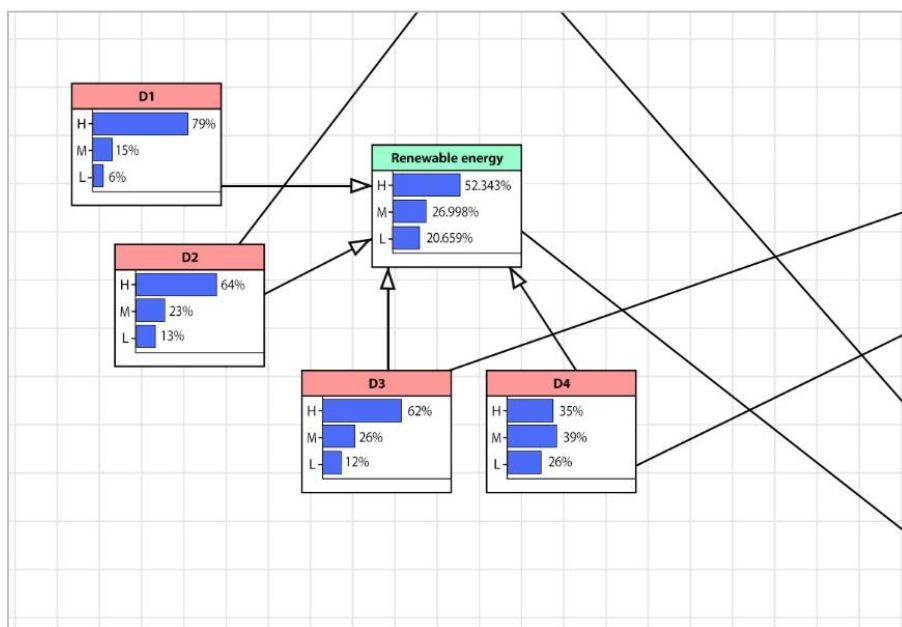 D1
H 79%
M 15%
L 6%
Renewable energy
H 52.343%
M 26.998%
L 20.659%
D2
H 64%
M 23%
L 13%
D3
H 62%
M 26%
L 12%
D4
H 35%
M 39%
L 26%